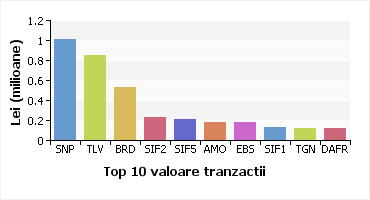 1.2
1
0.8
0.6
0.4
0.2
0
Lei (milioane)
SNP TLV BRD SIF2 SIF5 AMO EBS SIF1 TGN DAFR
Top 10 valoare tranzactii